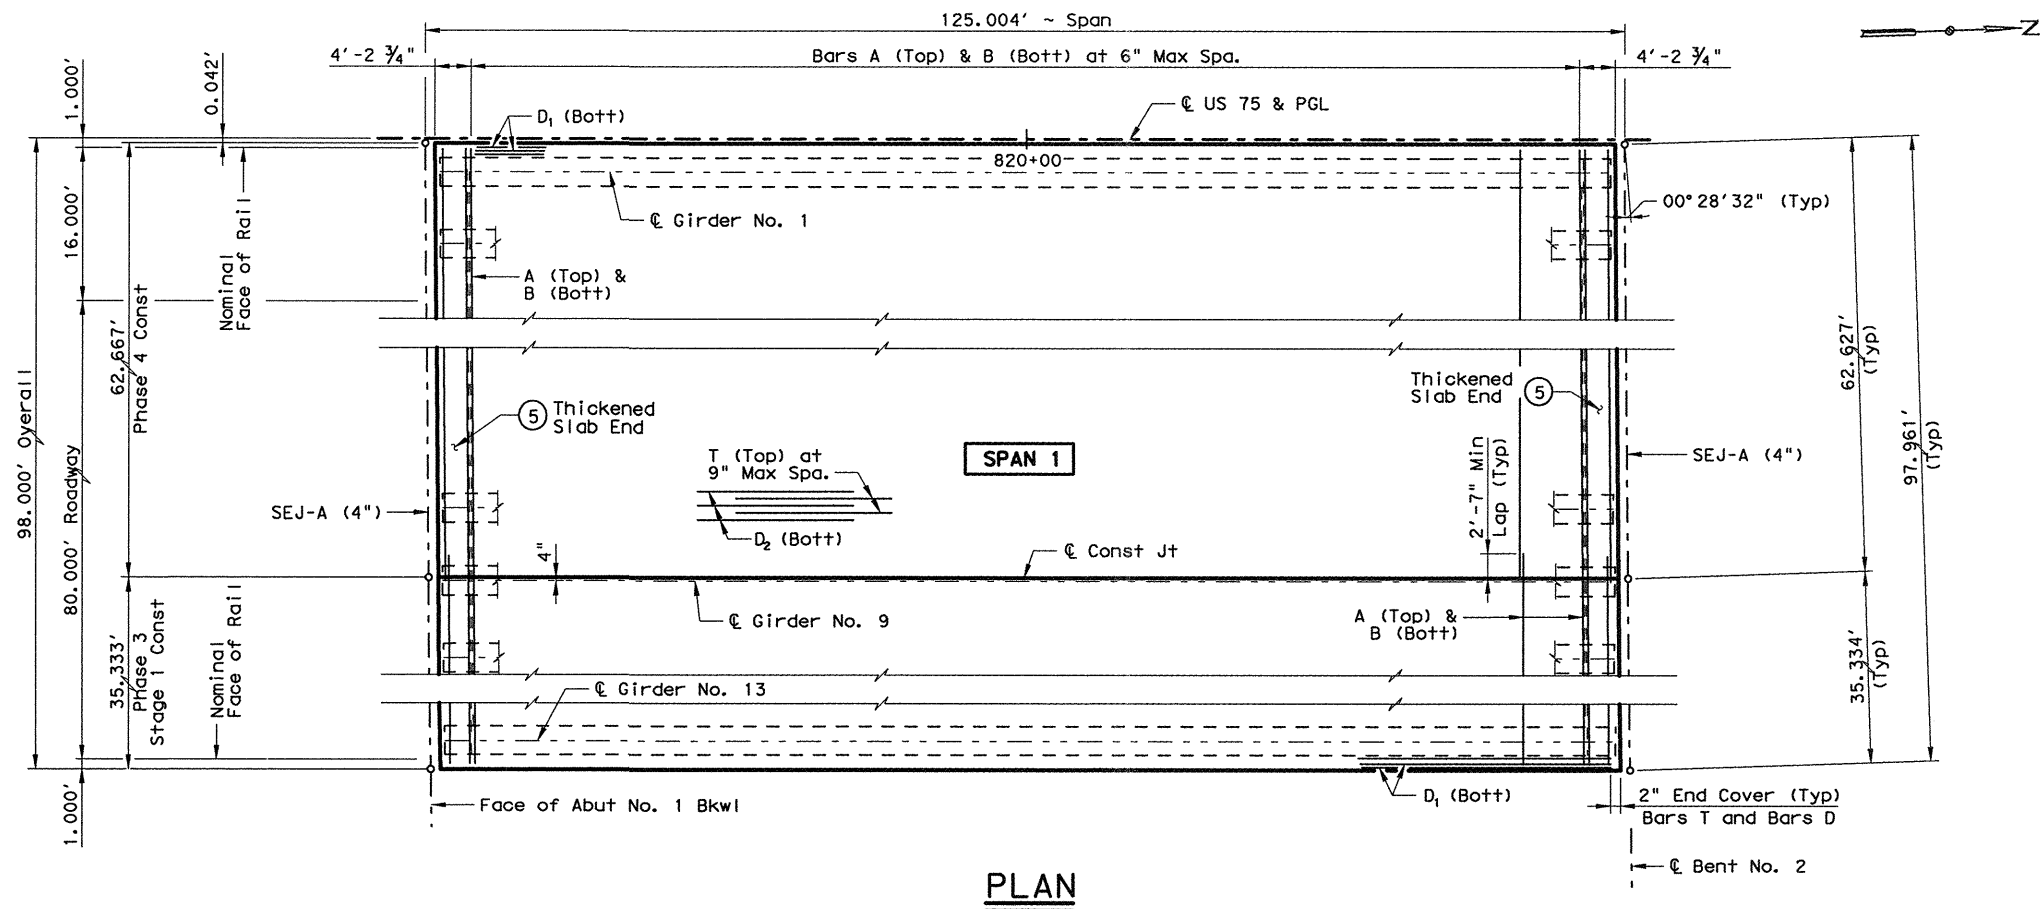 125.004' ~ Span
N
4'-2 ¾"
Bars A (Top) & B (Bott) at 6" Max Spa.
4'-2 ¾"
1.000'
0.042'
D₁ (Bott)
℄ US 75 & PGL
820+00
00°28'32" (Typ)
℄ Girder No. 1
16.000'
Nominal
Face of Rail
A (Top) &
B (Bott)
62.667'
Phase 4 Const
62.627'
(Typ)
98.000' Overall
80.000' Roadway
97.961'
(Typ)
5
Thickened
Slab End
Thickened
Slab End
5
SPAN 1
T (Top) at
9" Max Spa.
2'-7" Min
Lap (Typ)
SEJ-A (4")
SEJ-A (4")
D₂ (Bott)
4"
℄ Const Jt
℄ Girder No. 9
A (Top) &
B (Bott)
35.333'
Phase 3
Stage 1 Const
Nominal
Face of Rail
35.334'
(Typ)
℄ Girder No. 13
1.000'
Face of Abut No. 1 Bkwl
D₁ (Bott)
2" End Cover (Typ)
Bars T and Bars D
℄ Bent No. 2
PLAN